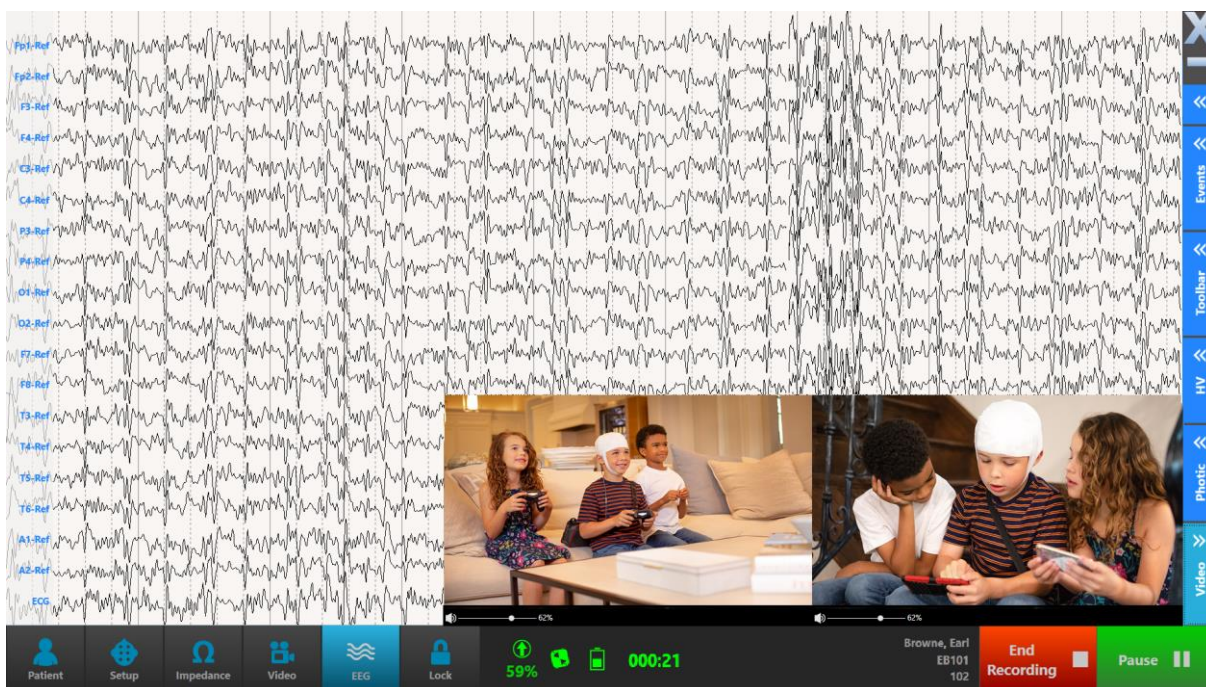 Fp1-Ref
Fp2-Ref
F3-Ref
F4-Ref
C3-Ref
C4-Ref
P3-Ref
P4-Ref
O1-Ref
O2-Ref
F7-Ref
F8-Ref
T3-Ref
T4-Ref
T5-Ref
T6-Ref
A1-Ref
A2-Ref
ECG
62%
62%
X
Events
Toolbar
HV
Photic
Video
Patient
Setup
Impedance
Video
EEG
Lock
59%
000:21
Browne, Earl
EB101
102
End
Recording
Pause